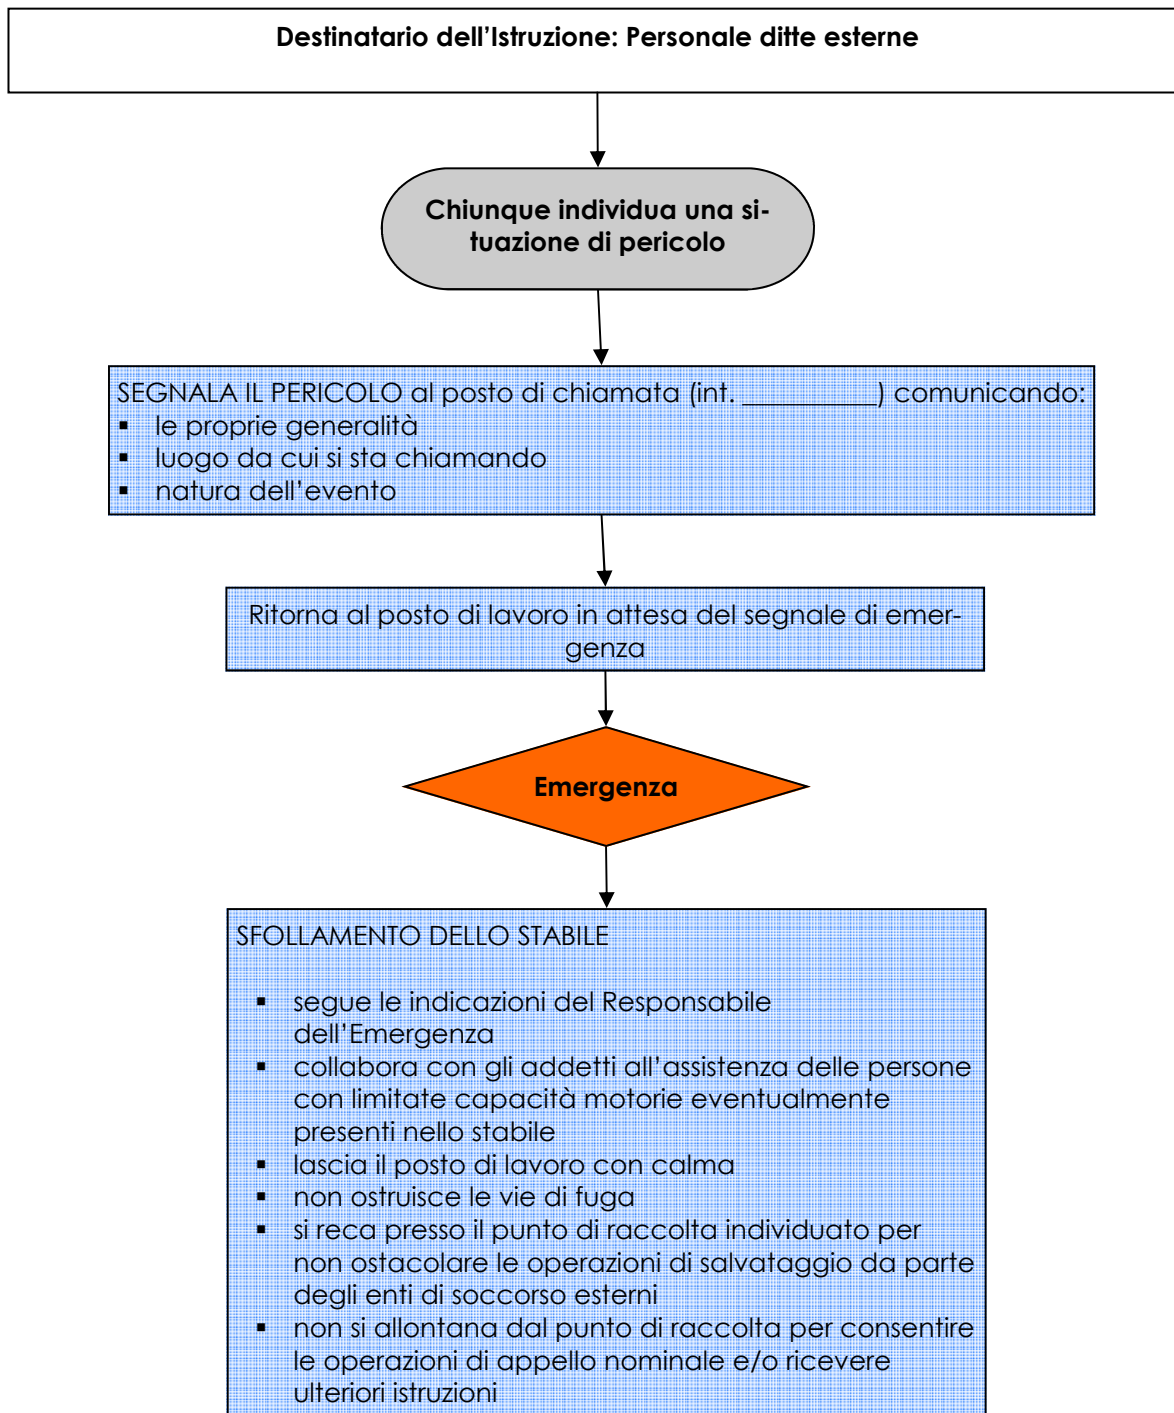 Destinatario dell’Istruzione: Personale ditte esterne
Chiunque individua una si-
tuazione di pericolo
SEGNALA IL PERICOLO al posto di chiamata (int. __________) comunicando:
▪ le proprie generalità
▪ luogo da cui si sta chiamando
▪ natura dell’evento
Ritorna al posto di lavoro in attesa del segnale di emer-
genza
Emergenza
SFOLLAMENTO DELLO STABILE
▪ segue le indicazioni del Responsabile
dell’Emergenza
▪ collabora con gli addetti all’assistenza delle persone
con limitate capacità motorie eventualmente
presenti nello stabile
▪ lascia il posto di lavoro con calma
▪ non ostruisce le vie di fuga
▪ si reca presso il punto di raccolta individuato per
non ostacolare le operazioni di salvataggio da parte
degli enti di soccorso esterni
▪ non si allontana dal punto di raccolta per consentire
le operazioni di appello nominale e/o ricevere
ulteriori istruzioni